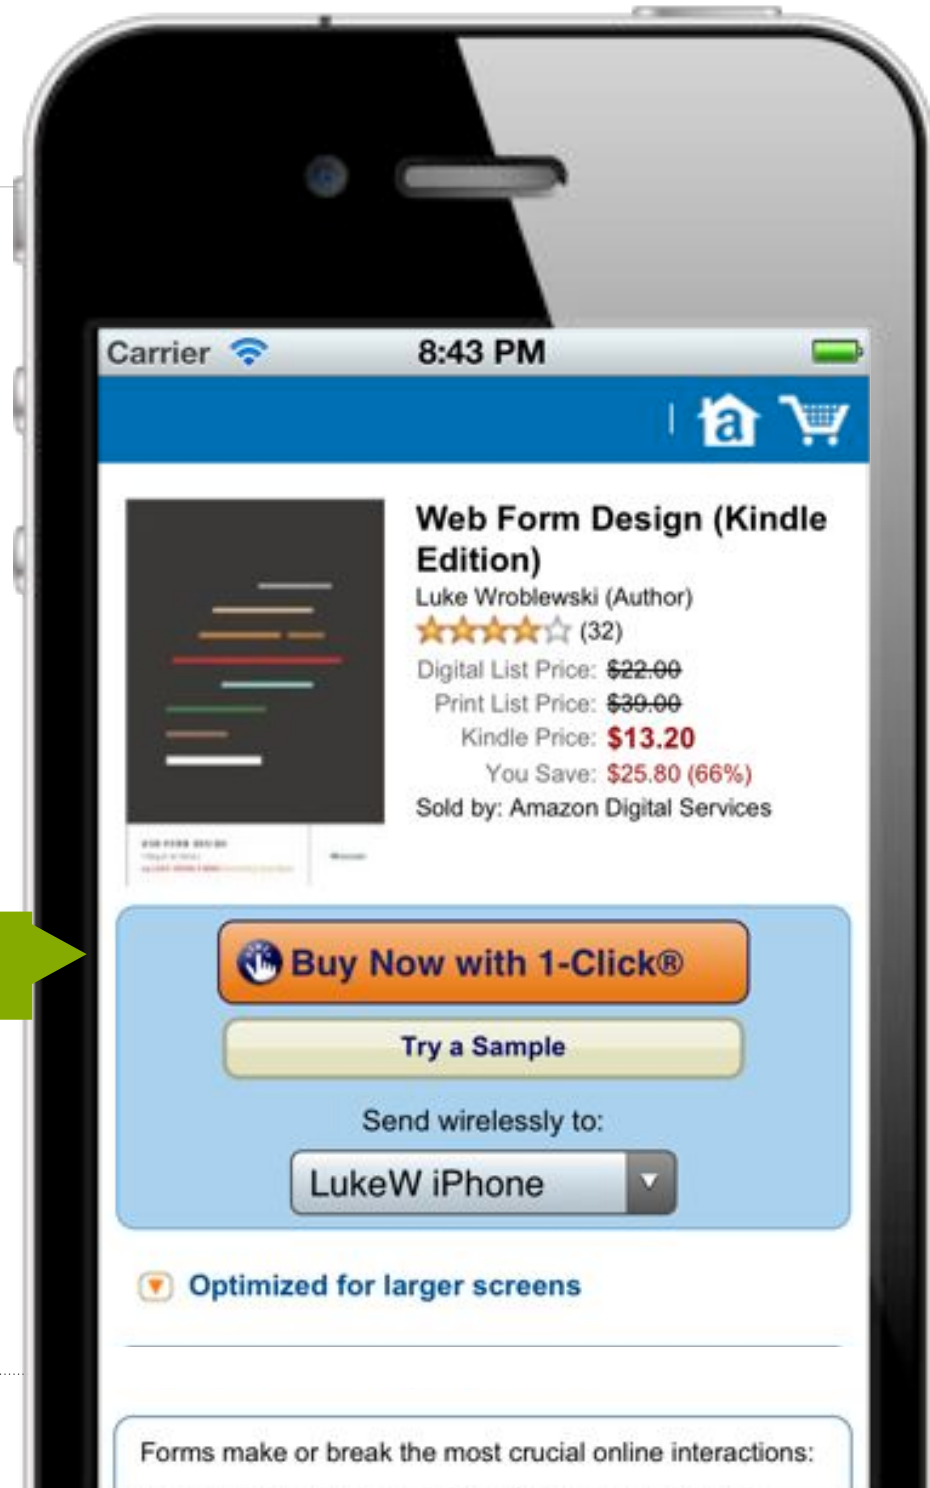 Carrier 8:43 PM
a
Web Form Design (Kindle
Edition)
Luke Wroblewski (Author)
(32)
Digital List Price: $22.00
Print List Price: $39.00
Kindle Price: $13.20
You Save: $25.80 (66%)
Sold by: Amazon Digital Services
WEB FORM DESIGN
Buy Now with 1-Click®
Try a Sample
Send wirelessly to:
LukeW iPhone
Optimized for larger screens
Forms make or break the most crucial online interactions: